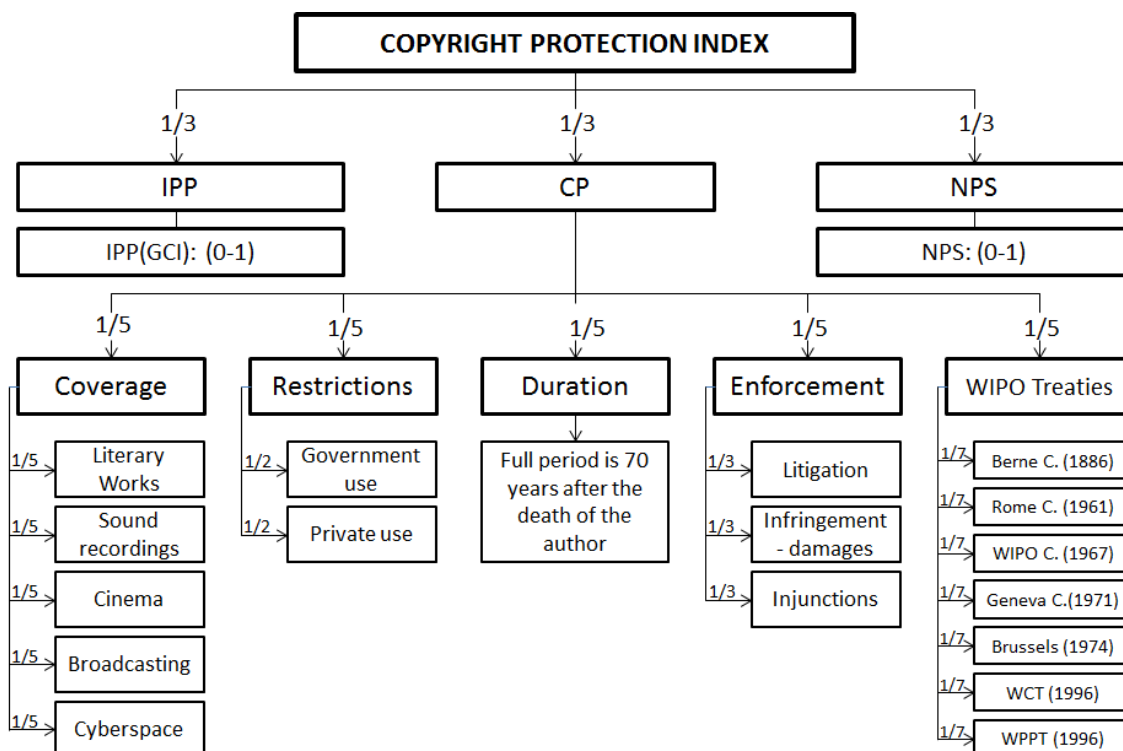 COPYRIGHT PROTECTION INDEX
1/3
1/3
1/3
IPP
CP
NPS
IPP(GCI): (0-1)
NPS: (0-1)
1/5
1/5
1/5
1/5
1/5
Coverage
Restrictions
Duration
Enforcement
WIPO Treaties
1/5
Literary
Works
1/5
Sound
recordings
1/5
Cinema
1/5
Broadcasting
1/5
Cyberspace
1/2
Government
use
1/2
Private use
Full period is 70
years after the
death of the
author
1/3
Litigation
1/3
Infringement
- damages
1/3
Injunctions
1/7
Berne C. (1886)
1/7
Rome C. (1961)
1/7
WIPO C. (1967)
1/7
Geneva C.(1971)
1/7
Brussels (1974)
1/7
WCT (1996)
1/7
WPPT (1996)